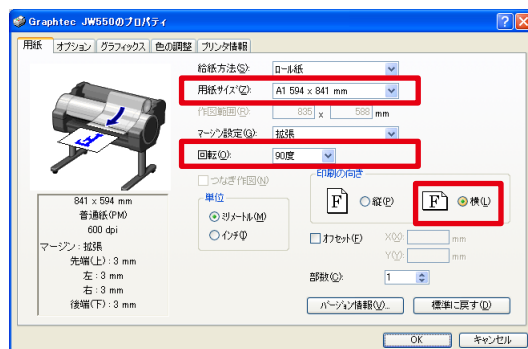 Graphtec JW550のプロパティ
用紙 オプション グラフィックス 色の調整 プリンタ情報
給紙方法(S): ロール紙
用紙サイズ(Z): A1 594 x 841 mm
作図範囲(R) 835 x 588 mm
マージン設定(G): 拡張
回転(O): 90度
つなぎ作図(N)
単位
ミリメートル(M)
インチ(I)
印刷の向き
F 縦(P) F 横(L)
オフセット(F) X(X): mm
Y(Y): mm
部数(C): 1
841 x 594 mm
普通紙(PM)
600 dpi
マージン : 拡張
先端(上) : 3 mm
左 : 3 mm
右 : 3 mm
後端(下) : 3 mm
バージョン情報(V)... 標準に戻す(D)
OK キャンセル